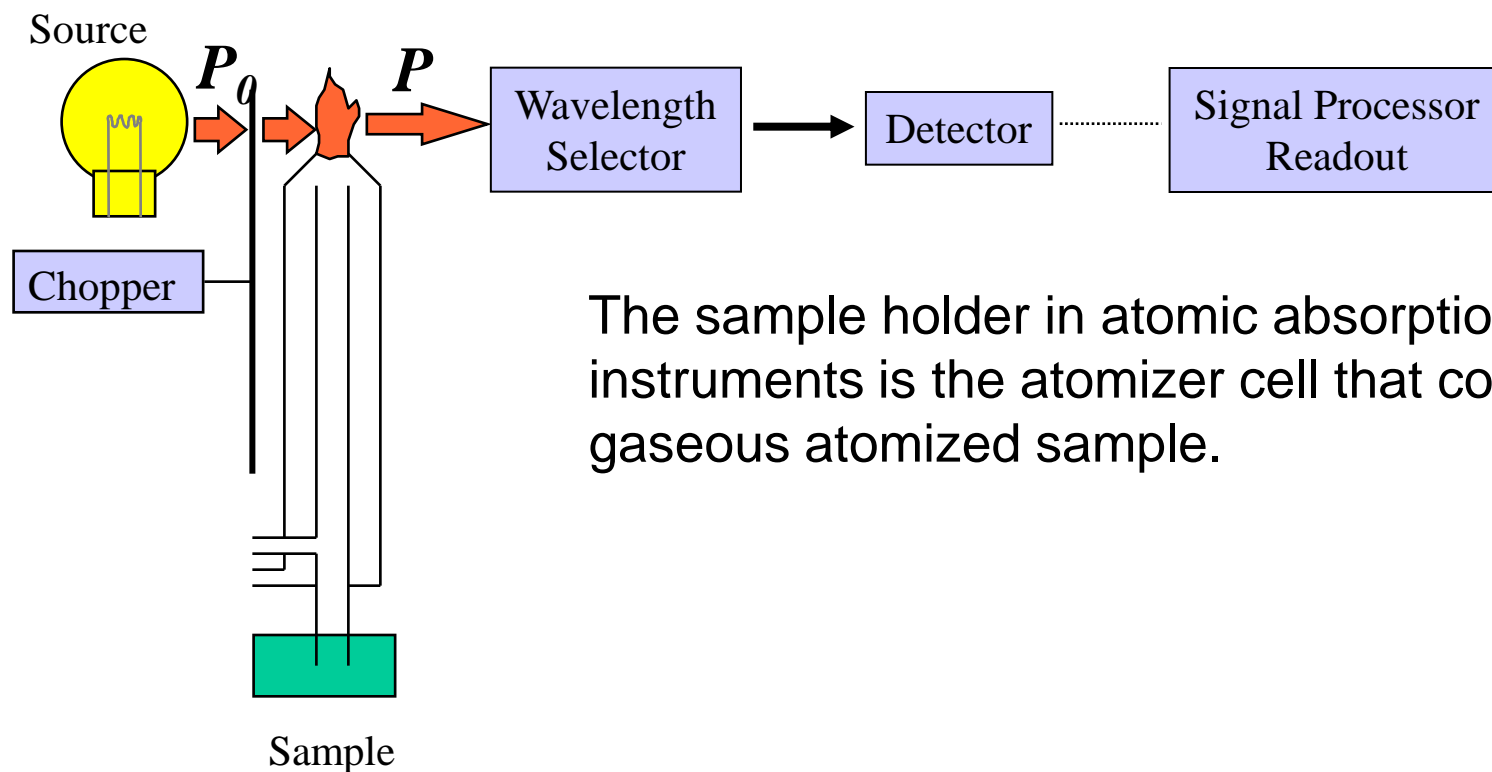 Source
P0
P
Wavelength
Selector
Detector
Signal Processor
Readout
Chopper
The sample holder in atomic absorptio
instruments is the atomizer cell that co
gaseous atomized sample.
Sample